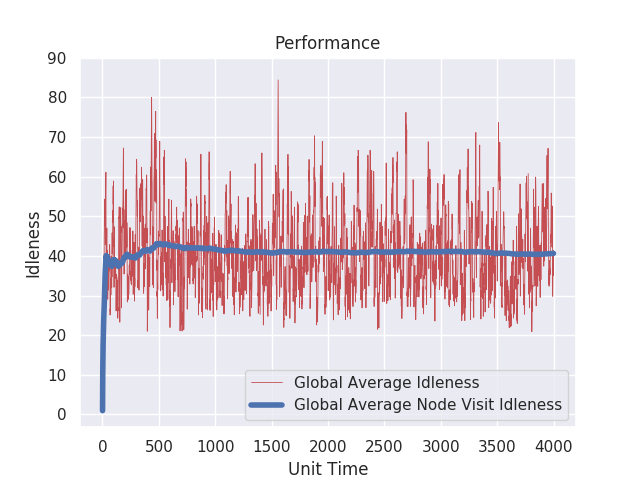 Performance
90
80
70
60
50
40
30
20
10
0
Idleness
Global Average Idleness
Global Average Node Visit Idleness
0 500 1000 1500 2000 2500 3000 3500 4000
Unit Time